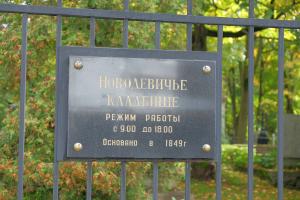 Новодевичье
кладбище
режим работы
с 9.00 до 18.00
Основано в 1849г